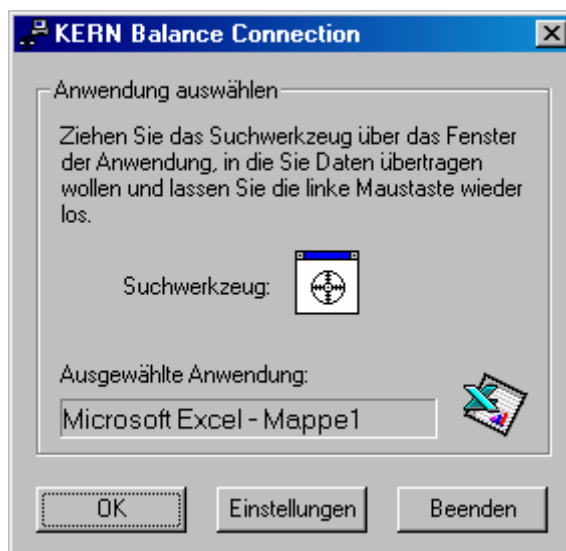 KERN Balance Connection
Anwendung auswählen
Ziehen Sie das Suchwerkzeug über das Fenster
der Anwendung, in die Sie Daten übertragen
wollen und lassen Sie die linke Maustaste wieder
los.
Suchwerkzeug:
Ausgewählte Anwendung:
Microsoft Excel - Mappe1
OK
Einstellungen
Beenden